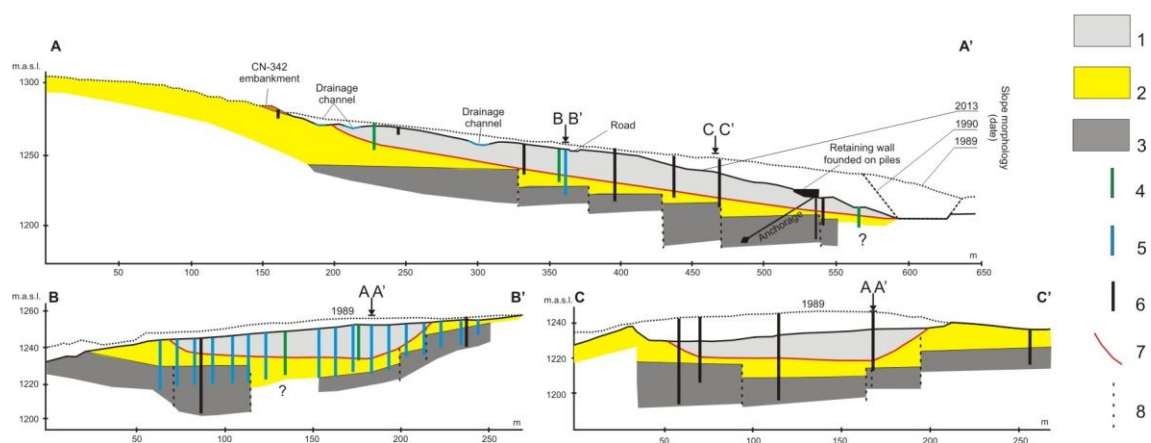 A
A'
m.a.s.l.
CN-342
embankment
Drainage
channel
Drainage
channel
B B'
Road
C C'
Retaining wall
founded on piles
2013
1990
1989
Slope morphology
(date)
1300
1250
1200
Anchorage
?
50
100
150
200
250
300
350
400
450
500
550
600
m
650
B
B'
m.a.s.l.
A A'
1989
1260
1240
1220
1200
?
m
50
100
150
200
250
C
C'
m.a.s.l.
A A'
1989
1240
1220
1200
m
50
100
150
200
250
1
2
3
4
5
6
7
8